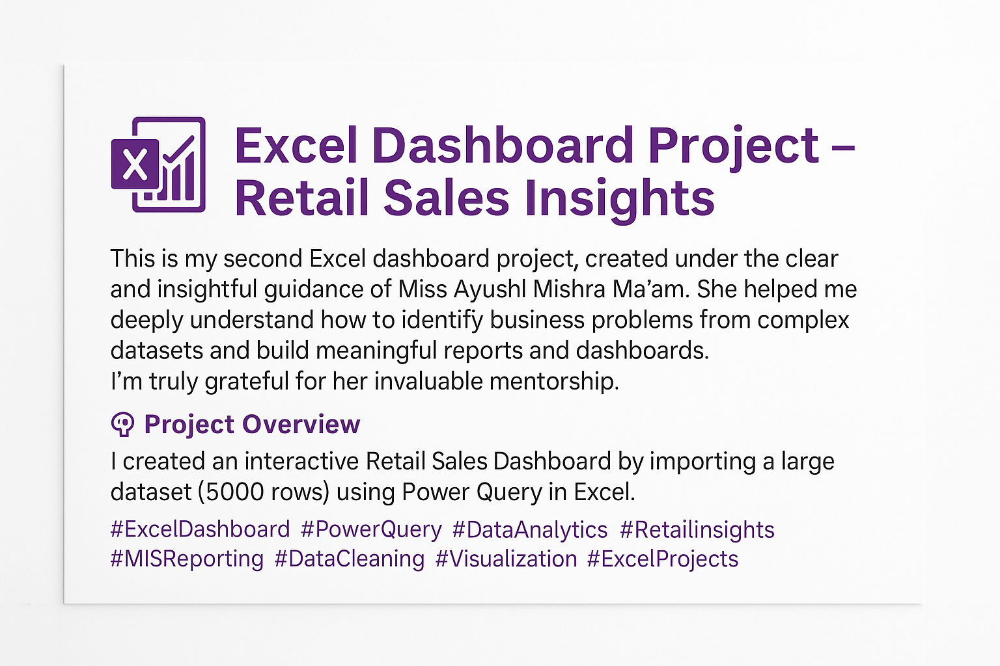 X
Excel Dashboard Project –
Retail Sales Insights
This is my second Excel dashboard project, created under the clear
and insightful guidance of Miss Ayushl Mishra Ma’am. She helped me
deeply understand how to identify business problems from complex
datasets and build meaningful reports and dashboards.
I’m truly grateful for her invaluable mentorship.
Project Overview
I created an interactive Retail Sales Dashboard by importing a large
dataset (5000 rows) using Power Query in Excel.
#ExcelDashboard #PowerQuery #DataAnalytics #Retailinsights
#MISReporting #DataCleaning #Visualization #ExcelProjects